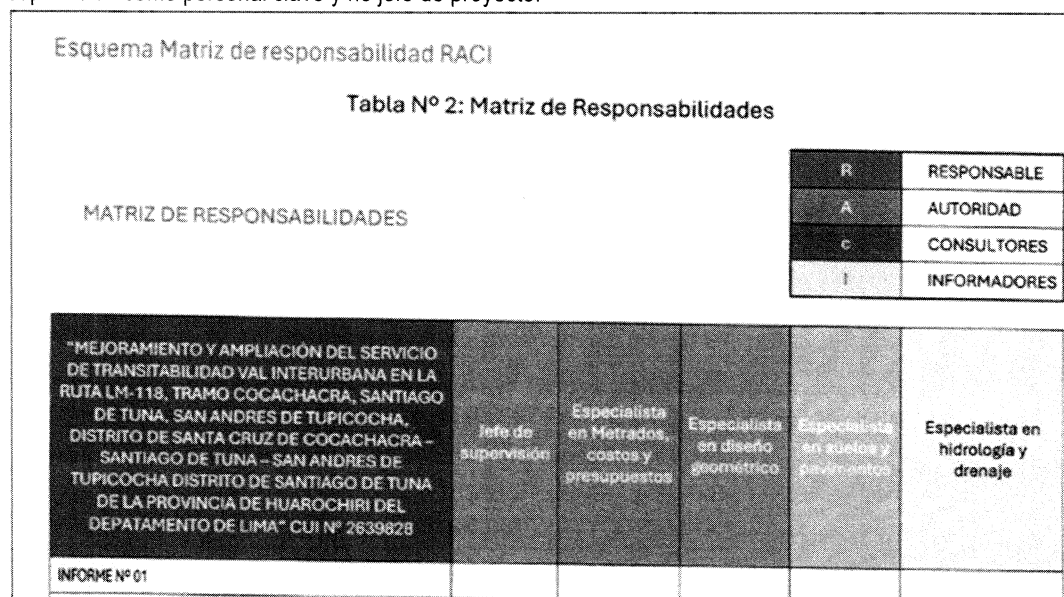 Esquema Matriz de responsabilidad RACI
Tabla Nº 2: Matriz de Responsabilidades
MATRIZ DE RESPONSABILIDADES
R RESPONSABLE
A AUTORIDAD
c CONSULTORES
I INFORMADORES
"MEJORAMIENTO Y AMPLIACIÓN DEL SERVICIO
DE TRANSITABILIDAD VAL INTERURBANA EN LA
RUTA LM-118, TRAMO COCACHACRA, SANTIAGO
DE TUNA, SAN ANDRES DE TUPICOCHA,
DISTRITO DE SANTA CRUZ DE COCACHACRA –
SANTIAGO DE TUNA – SAN ANDRES DE
TUPICOCHA DISTRITO DE SANTIAGO DE TUNA
DE LA PROVINCIA DE HUAROCHIRI DEL
DEPATAMENTO DE LIMA" CUI Nº 2639828
Jefe de
supervisión
Especialista
en Metrados,
costos y
presupuestos
Especialista
en diseño
geométrico
Especialista
en suelos y
pavimentos
Especialista en
hidrología y
drenaje
INFORME Nº 01